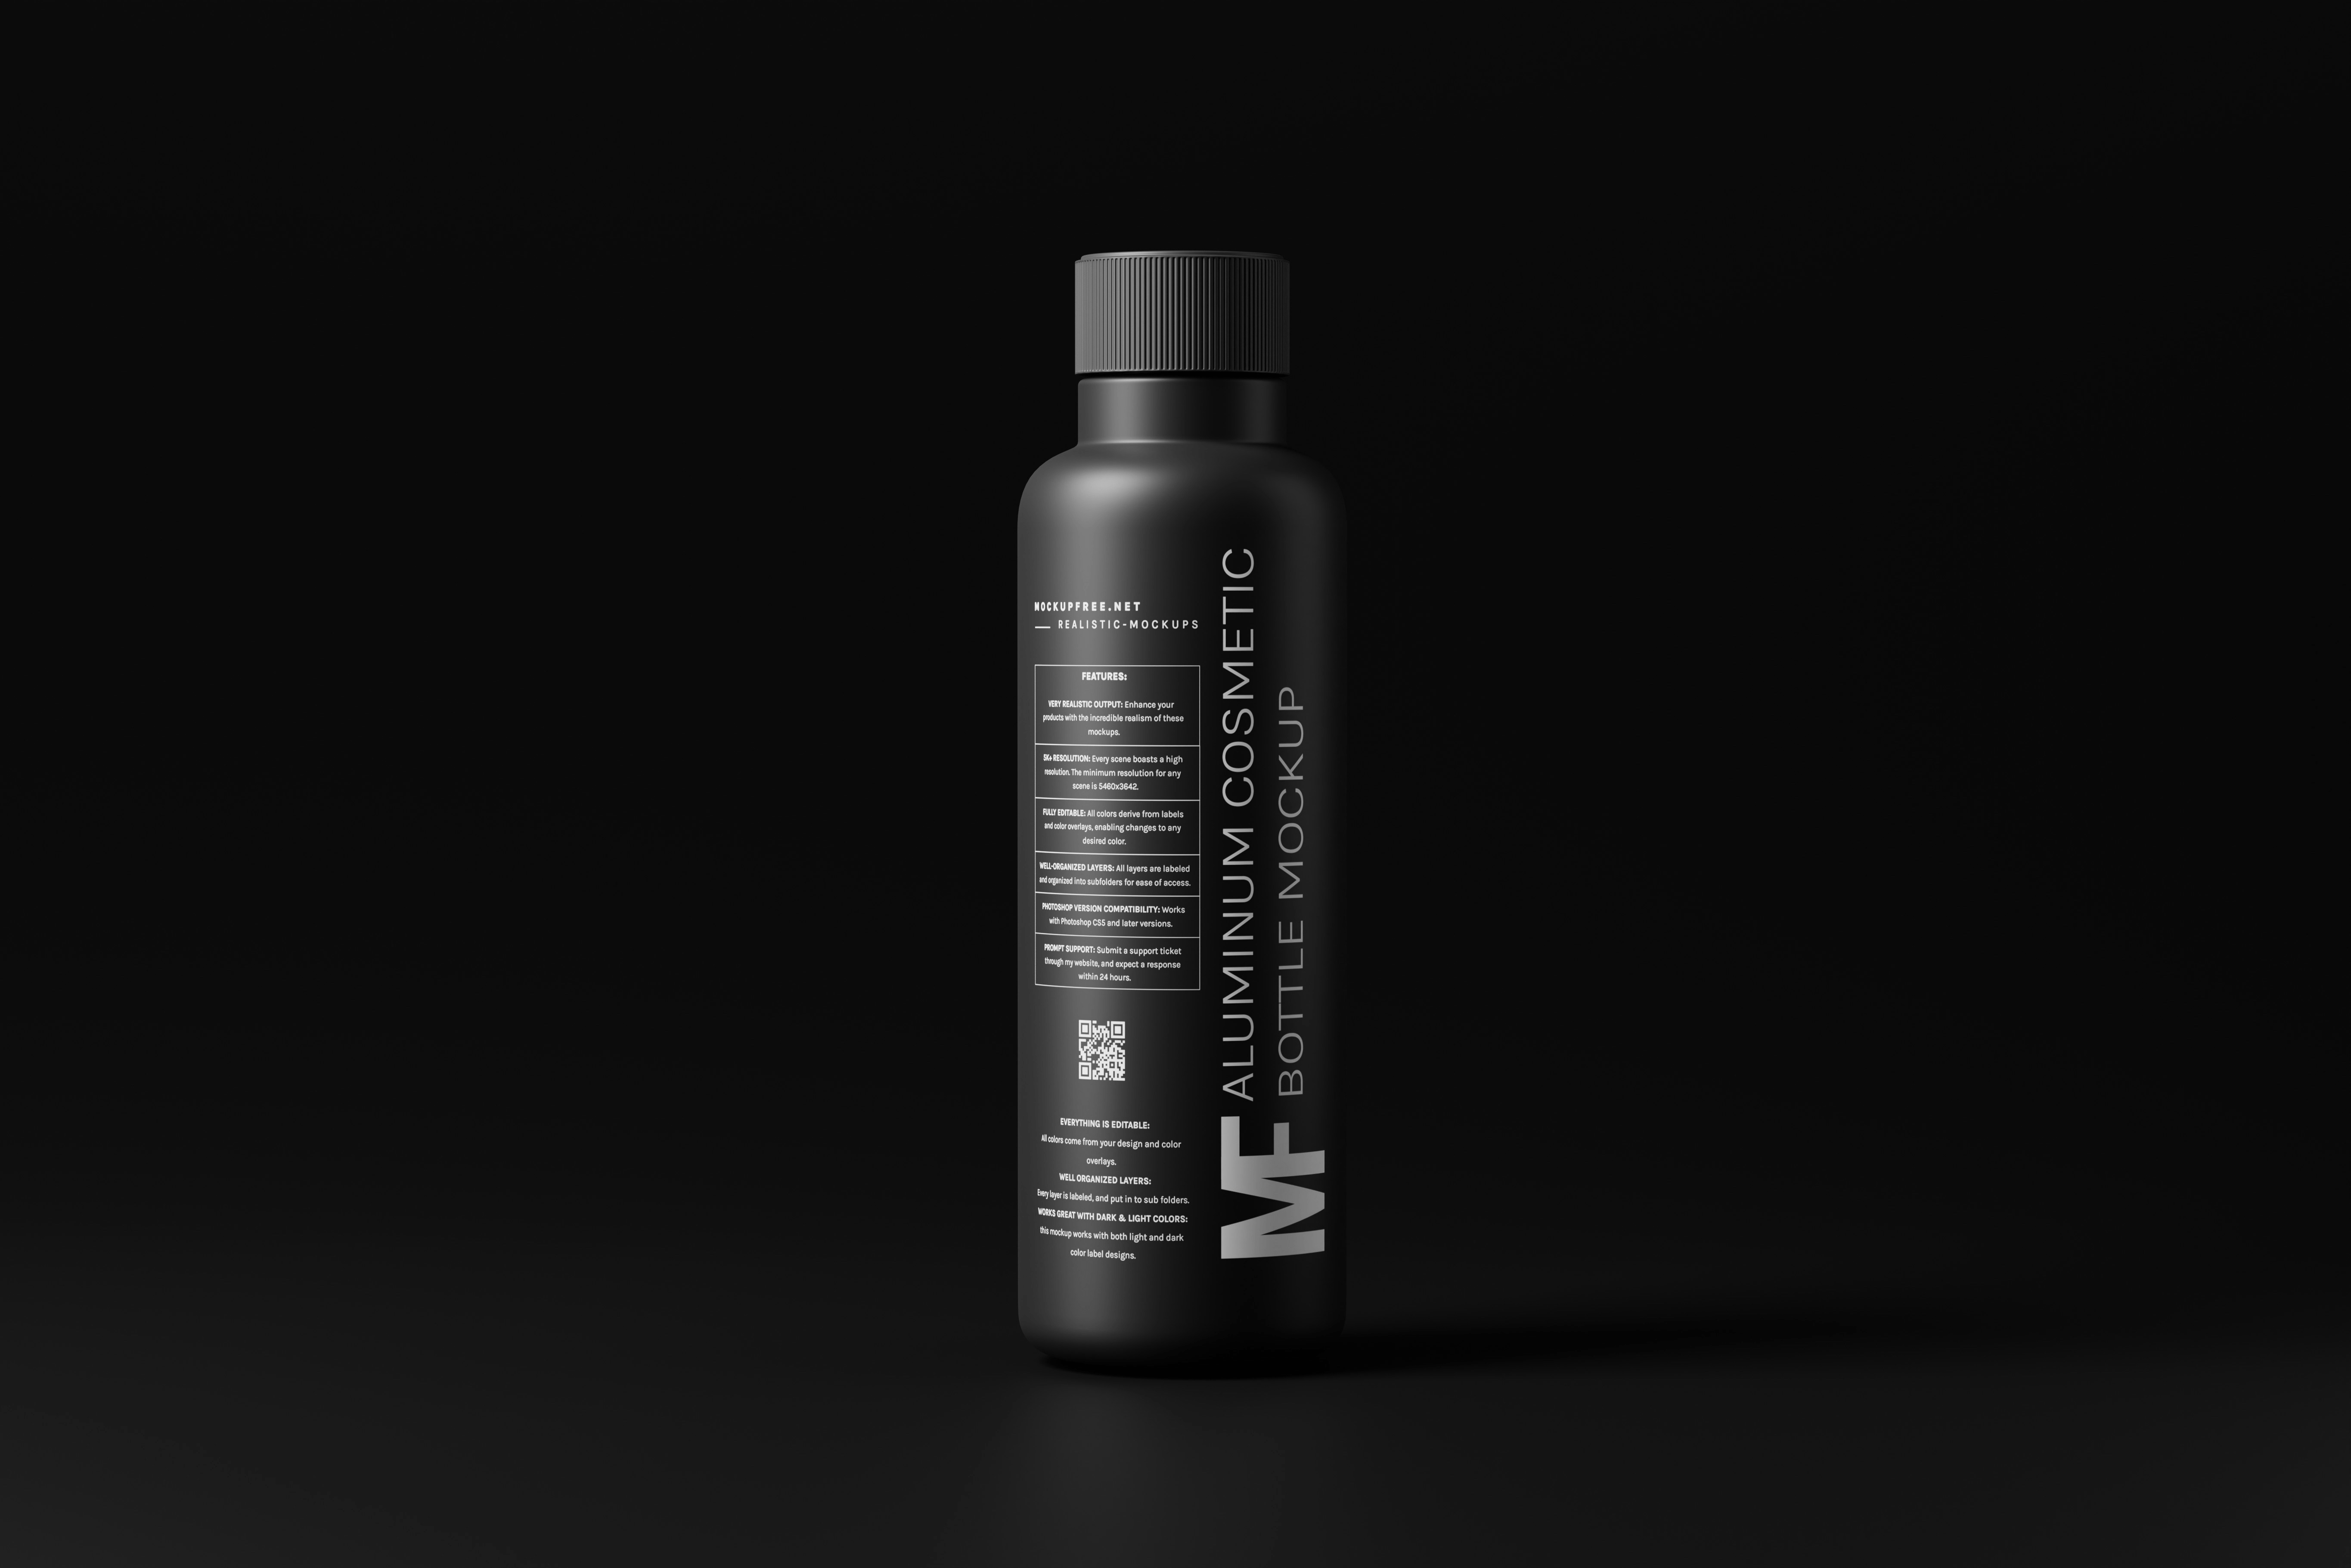 MOCKUPFREE.NET
REALISTIC-MOCKUPS
FEATURES:
VERY REALISTIC OUTPUT: Enhance your
products with the incredible realism of these
mockups.
5K+ RESOLUTION: Every scene boasts a high
resolution. The minimum resolution for any
scene is 5460x3642.
FULLY EDITABLE: All colors derive from labels
and color overlays, enabling changes to any
desired color.
WELL-ORGANIZED LAYERS: All layers are labeled
and organized into subfolders for ease of access.
PHOTOSHOP VERSION COMPATIBILITY: Works
with Photoshop CS5 and later versions.
PROMPT SUPPORT: Submit a support ticket
through my website, and expect a response
within 24 hours.
EVERYTHING IS EDITABLE:
All colors come from your design and color
overlays.
WELL ORGANIZED LAYERS:
Every layer is labeled, and put in to sub folders.
WORKS GREAT WITH DARK & LIGHT COLORS:
this mockup works with both light and dark
color label designs.
MF
ALUMINUM COSMETIC
BOTTLE MOCKUP